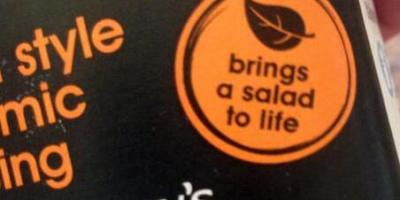 style
mic
ing
brings
a salad
to life
's